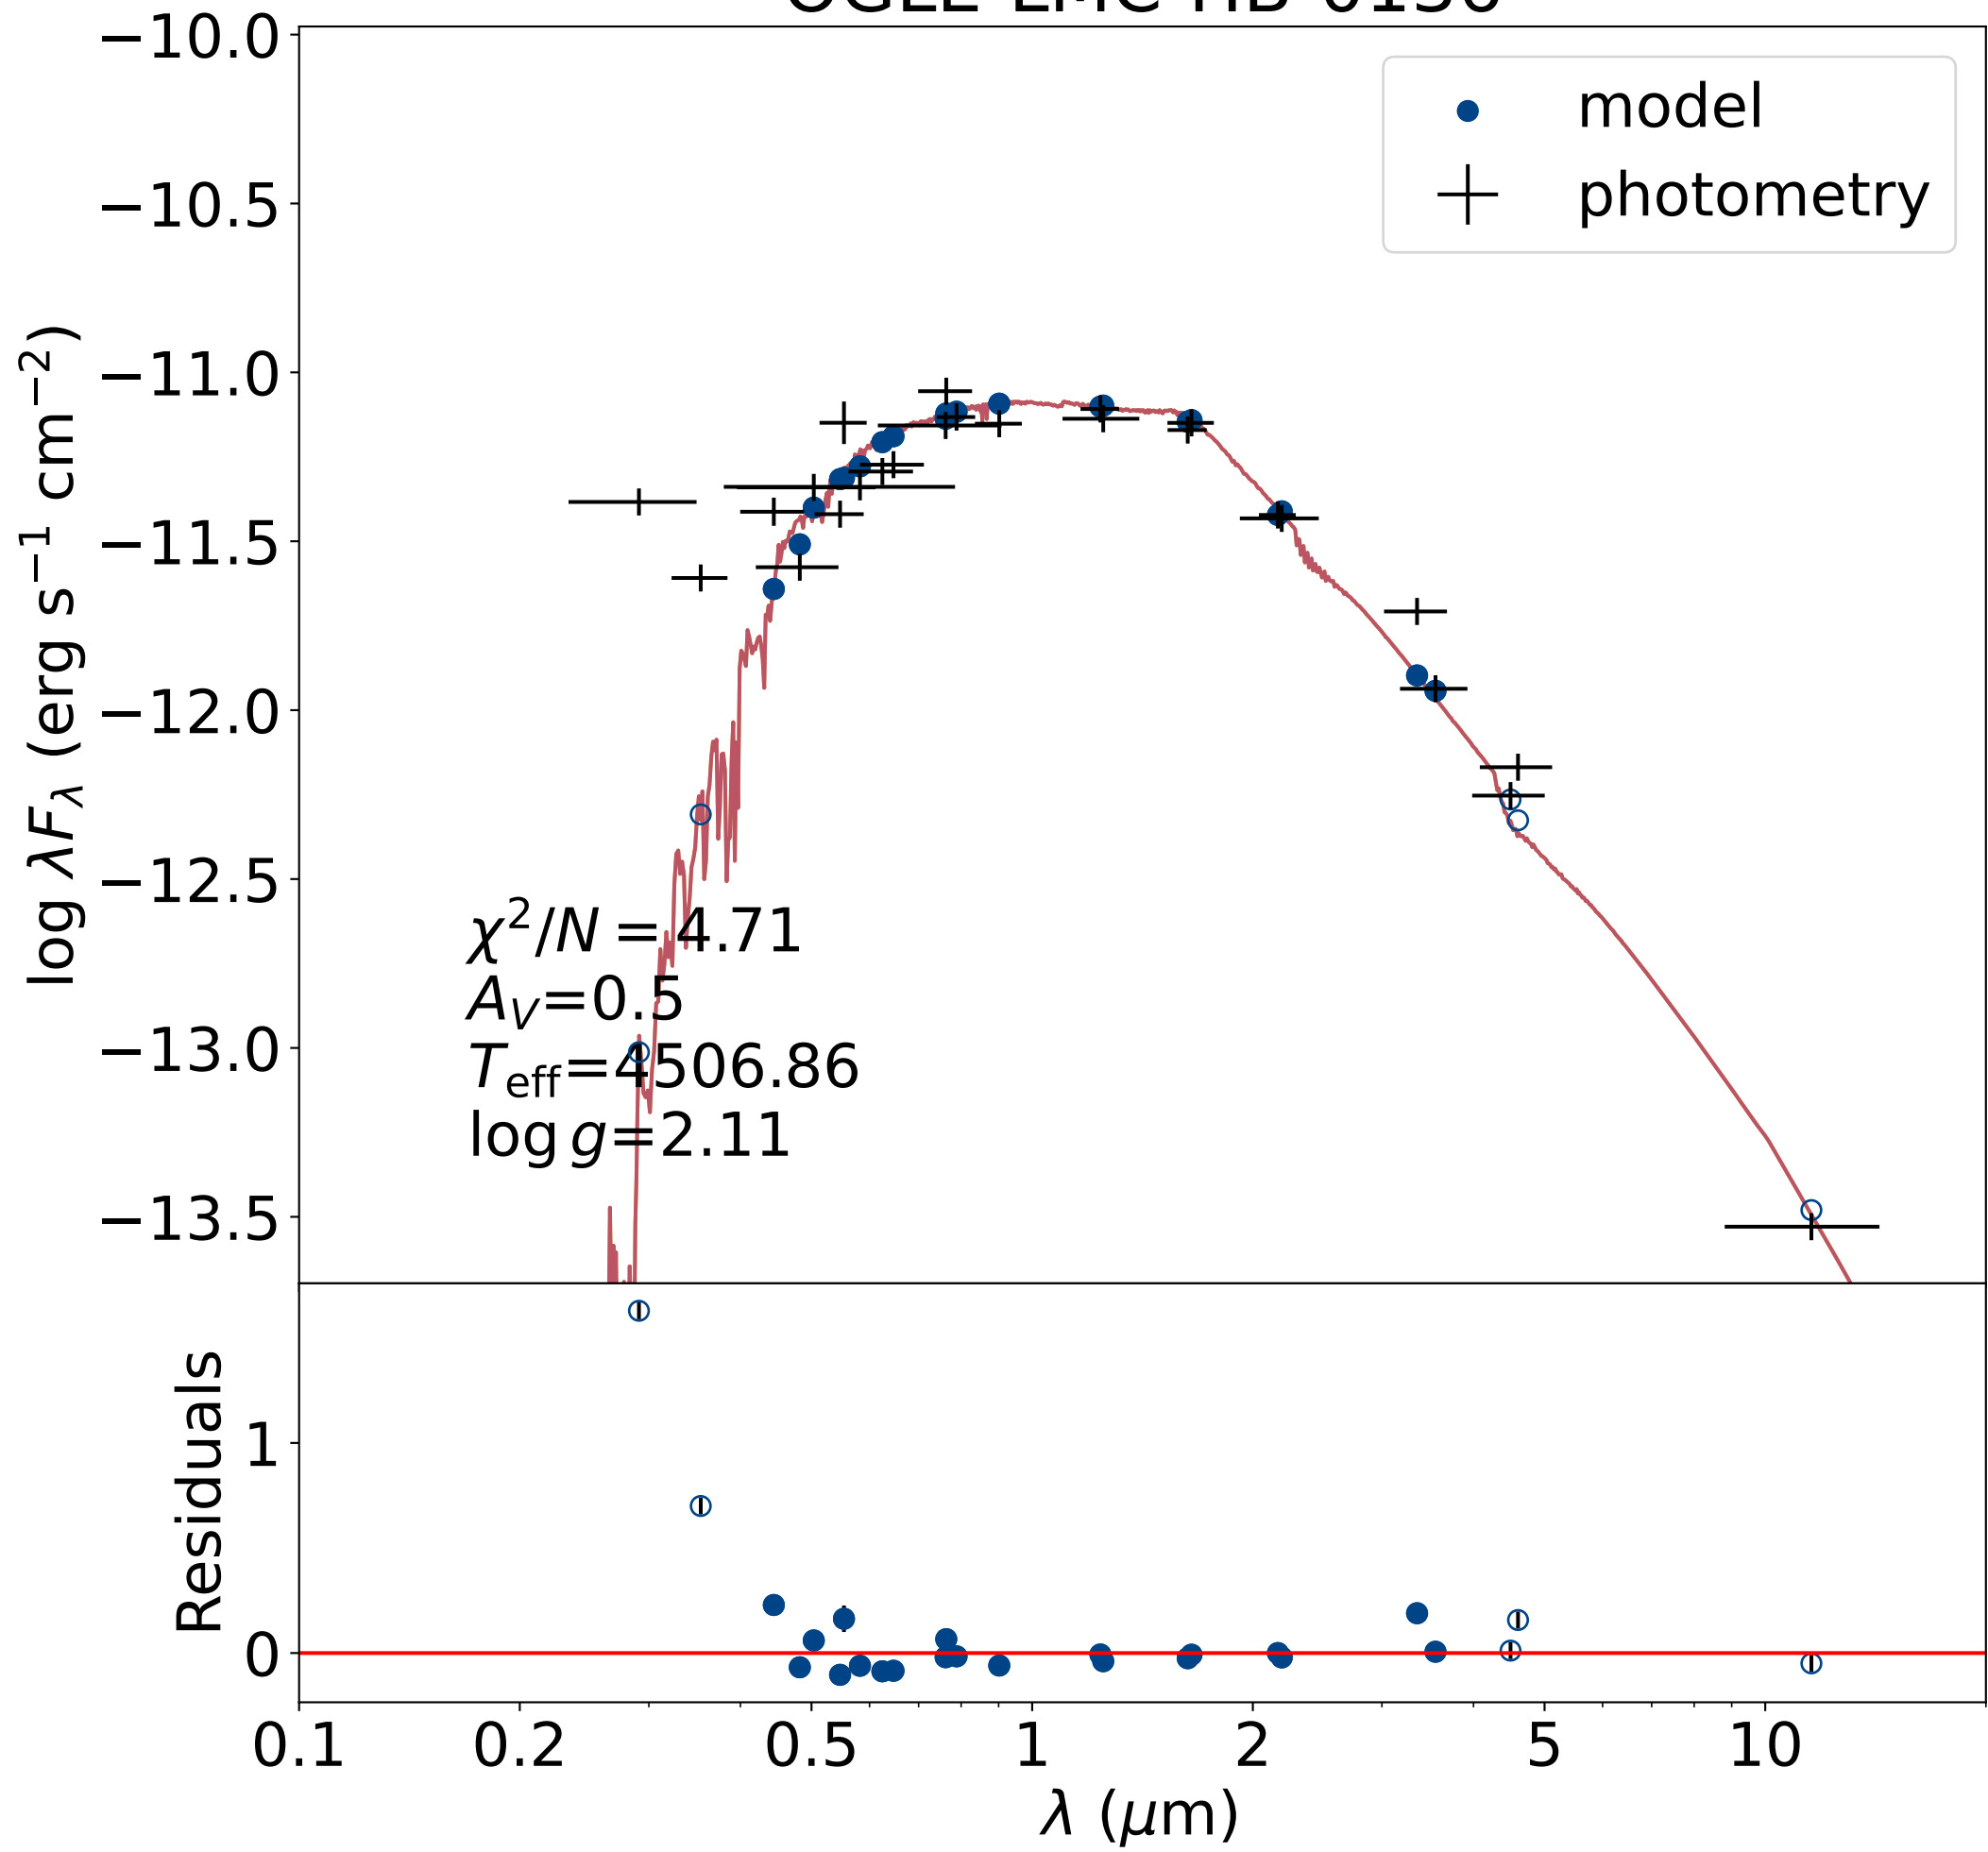 −10.0
−10.5
−11.0
−11.5
−12.0
−12.5
−13.0
−13.5
log λFλ (erg s⁻¹ cm⁻²)
model
photometry
χ²/N = 4.71
A_V=0.5
T_eff=4506.86
log g=2.11
1
0
Residuals
0.1 0.2 0.5 1 2 5 10
λ (μm)